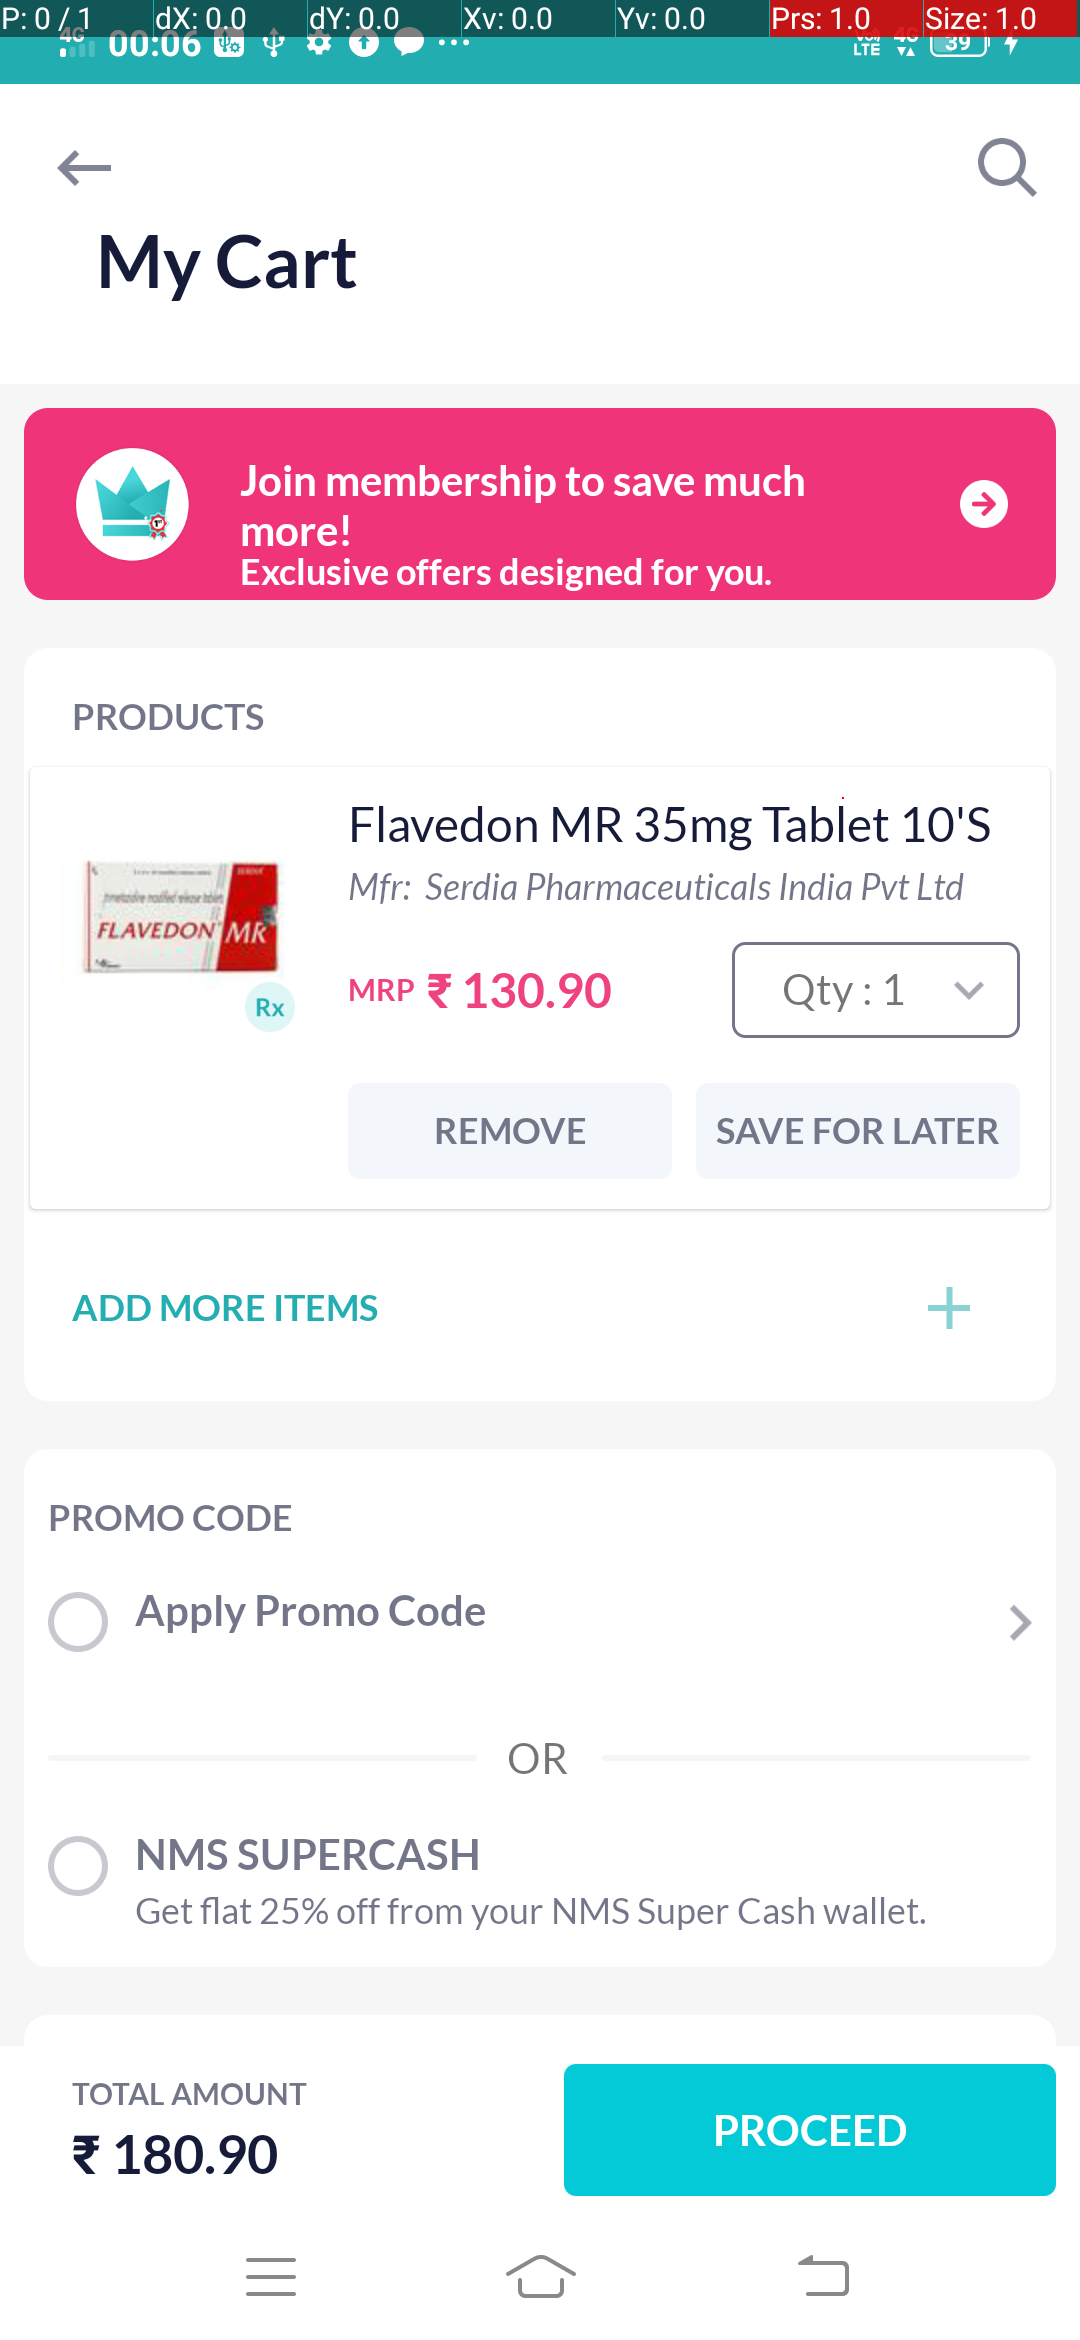 P: 0 / 1 dX: 0.0 dY: 0.0 Xv: 0.0 Yv: 0.0 Prs: 1.0 Size: 1.0
4G 00:06 LTE 4G 39
My Cart
Join membership to save much
more!
Exclusive offers designed for you.
PRODUCTS
Flavedon MR 35mg Tablet 10'S
Mfr: Serdia Pharmaceuticals India Pvt Ltd
FLAVEDON MR
MRP ₹ 130.90
Qty : 1
Rx
REMOVE
SAVE FOR LATER
ADD MORE ITEMS
PROMO CODE
Apply Promo Code
OR
NMS SUPERCASH
Get flat 25% off from your NMS Super Cash wallet.
TOTAL AMOUNT
₹ 180.90
PROCEED